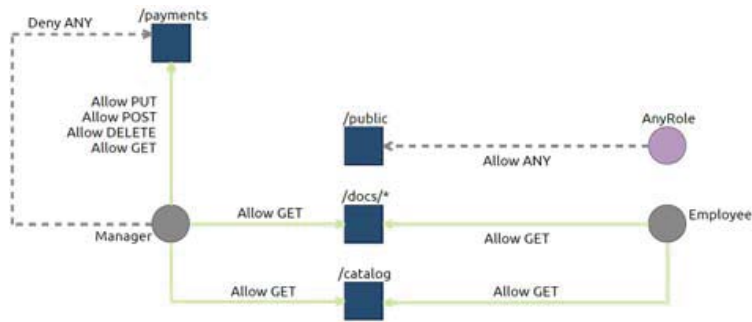 /payments
Deny ANY
Allow PUT
Allow POST
Allow DELETE
Allow GET
/public
AnyRole
Allow ANY
/docs/*
Allow GET
Allow GET
Manager
Employee
/catalog
Allow GET
Allow GET